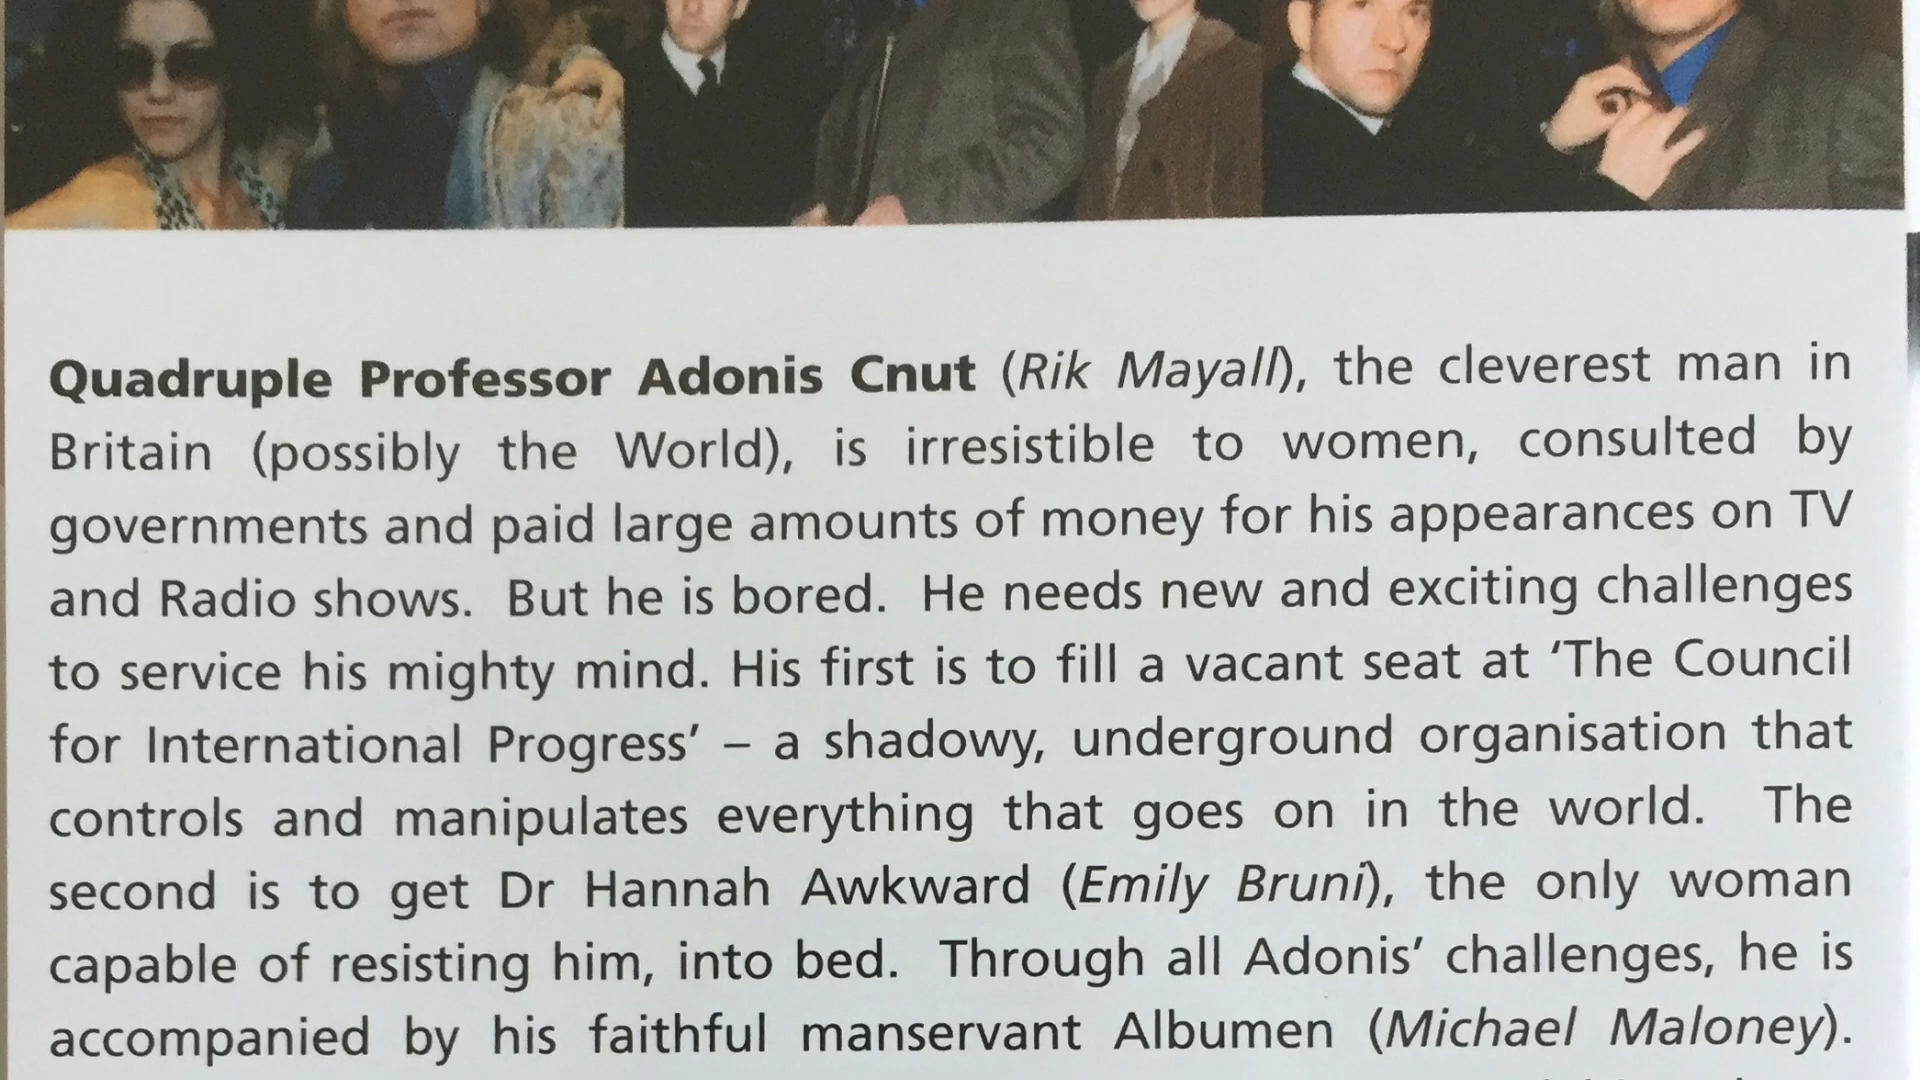 Quadruple Professor Adonis Cnut (Rik Mayall), the cleverest man in
Britain (possibly the World), is irresistible to women, consulted by
governments and paid large amounts of money for his appearances on TV
and Radio shows.  But he is bored.  He needs new and exciting challenges
to service his mighty mind. His first is to fill a vacant seat at ‘The Council
for International Progress’ – a shadowy, underground organisation that
controls and manipulates everything that goes on in the world.  The
second is to get Dr Hannah Awkward (Emily Bruni), the only woman
capable of resisting him, into bed.  Through all Adonis’ challenges, he is
accompanied by his faithful manservant Albumen (Michael Maloney).